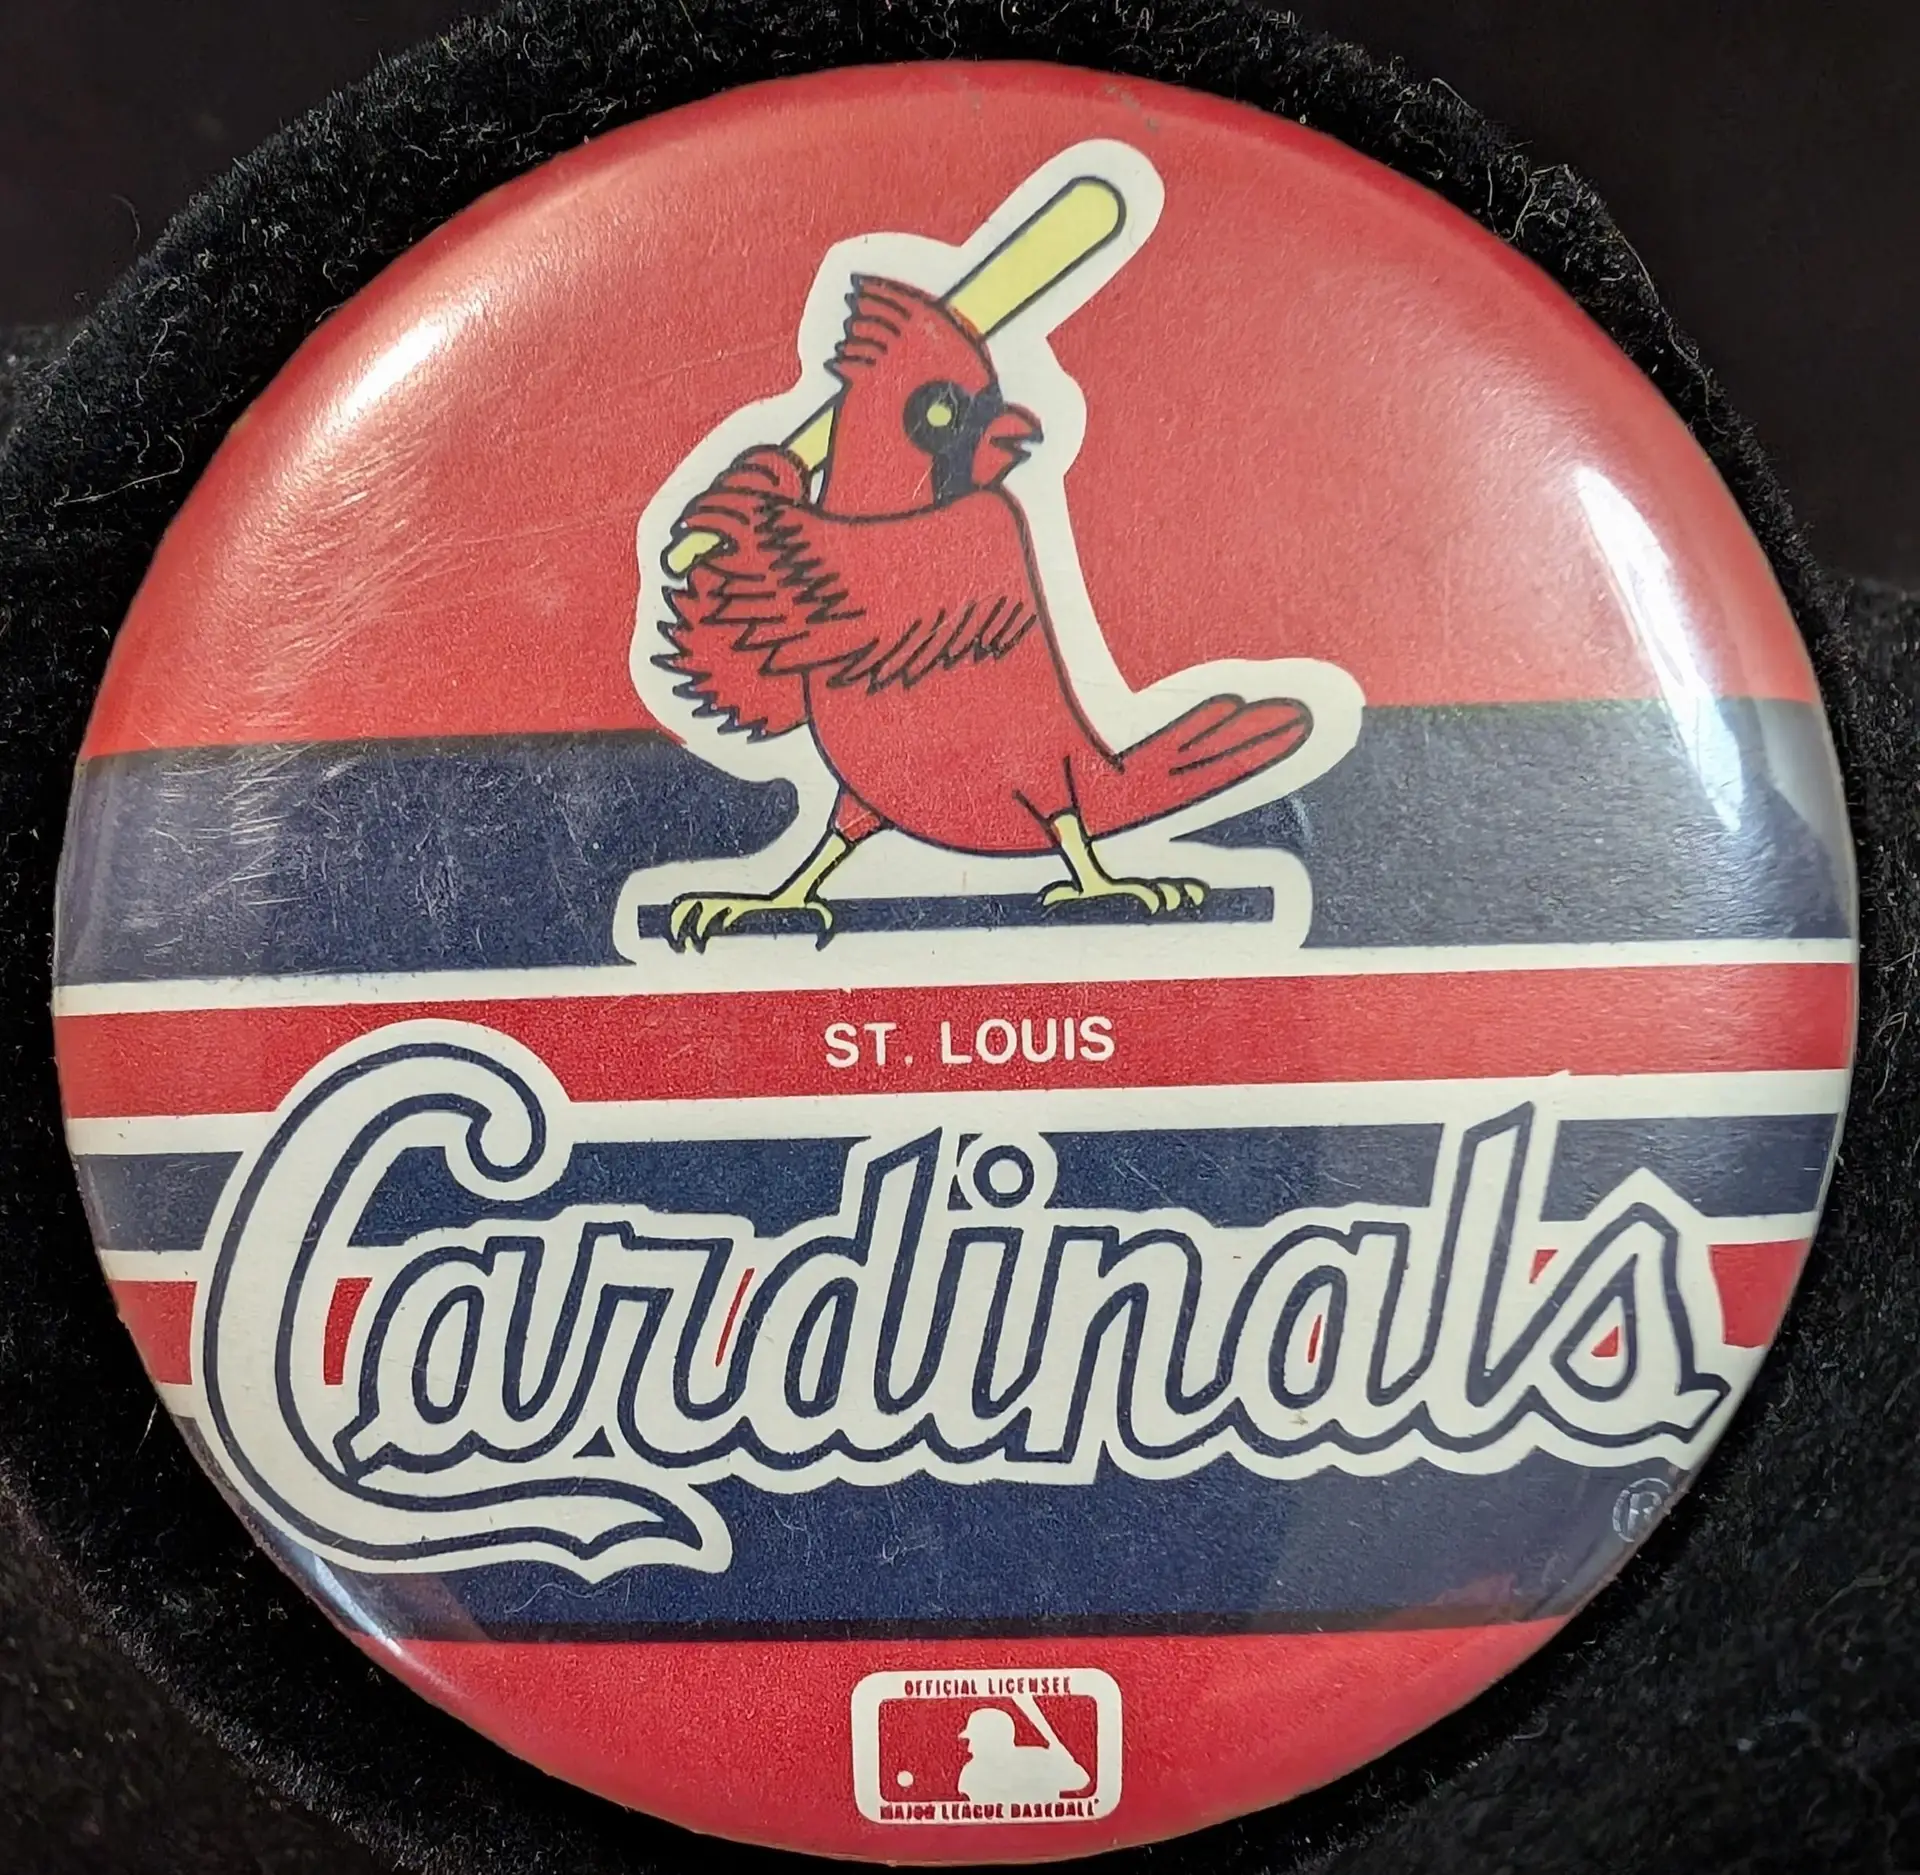 ST. LOUIS
Cardinals
®
OFFICIAL LICENSEE
MAJOR LEAGUE BASEBALL